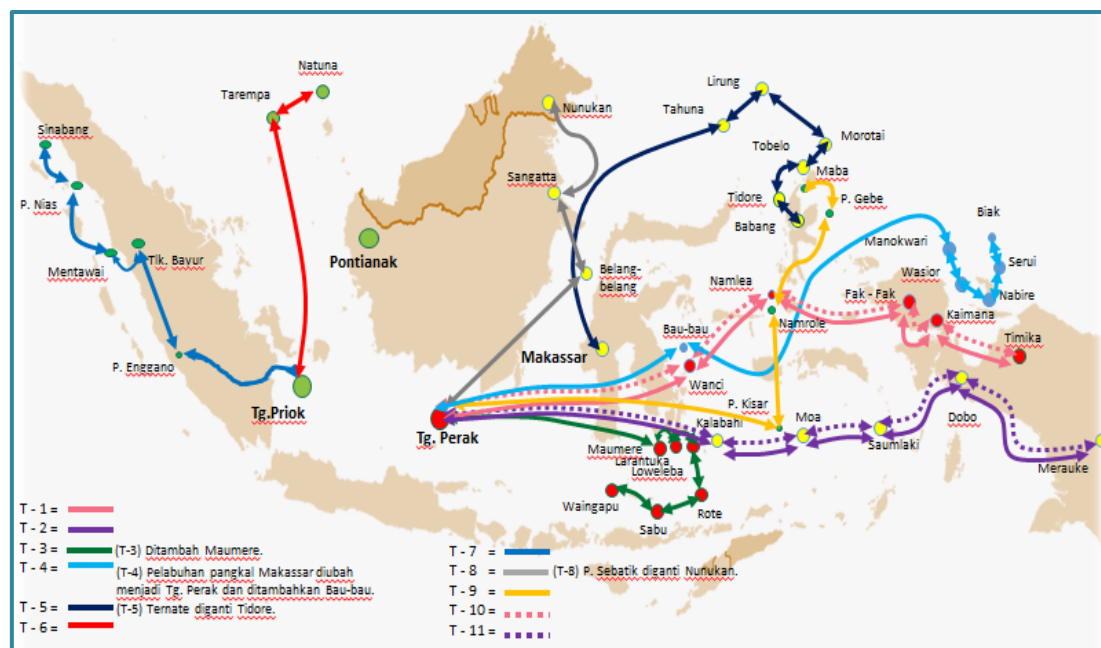 Natuna
Tarempa
Sinabang
P. Nias
Mentawai
Tlk. Bayur
P. Enggano
Tg.Priok
Pontianak
Nunukan
Sangatta
Belang-
belang
Makassar
Tg. Perak
Lirung
Tahuna
Morotai
Tobelo
Maba
Tidore
P. Gebe
Babang
Biak
Manokwari
Serui
Wasior
Nabire
Namlea
Fak - Fak
Kaimana
Namrole
Timika
Bau-bau
Wanci
P. Kisar
Kalabahi
Moa
Dobo
Saumlaki
Merauke
Maumere
Larantuka
Loweleba
Waingapu
Rote
Sabu
T - 1 =
T - 2 =
T - 3 = (T-3) Ditambah Maumere.
T - 4 = (T-4) Pelabuhan pangkal Makassar diubah
menjadi Tg. Perak dan ditambahkan Bau-bau.
T - 5 = (T-5) Ternate diganti Tidore.
T - 6 =
T - 7 =
T - 8 = (T-8) P. Sebatik diganti Nunukan.
T - 9 =
T - 10 =
T - 11 =